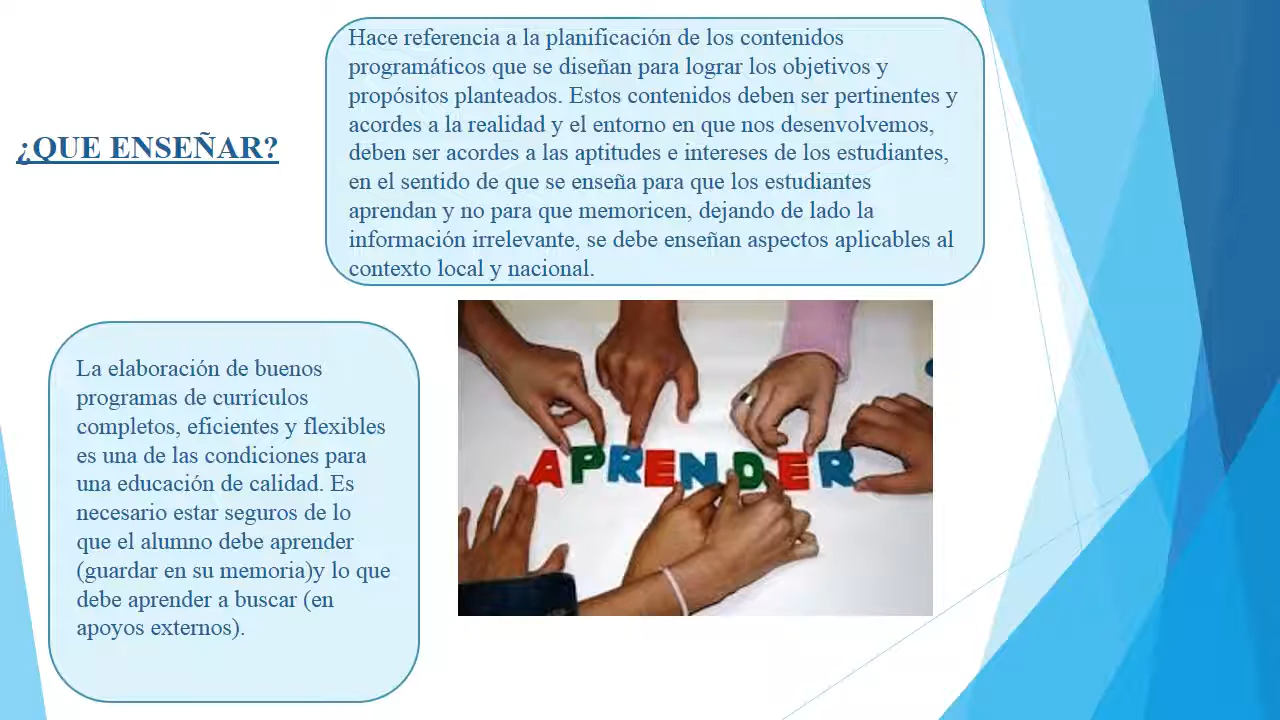 ¿QUE ENSEÑAR?
Hace referencia a la planificación de los contenidos
programáticos que se diseñan para lograr los objetivos y
propósitos planteados. Estos contenidos deben ser pertinentes y
acordes a la realidad y el entorno en que nos desenvolvemos,
deben ser acordes a las aptitudes e intereses de los estudiantes,
en el sentido de que se enseña para que los estudiantes
aprendan y no para que memoricen, dejando de lado la
información irrelevante, se debe enseñan aspectos aplicables al
contexto local y nacional.
La elaboración de buenos
programas de currículos
completos, eficientes y flexibles
es una de las condiciones para
una educación de calidad. Es
necesario estar seguros de lo
que el alumno debe aprender
(guardar en su memoria)y lo que
debe aprender a buscar (en
apoyos externos).
APRENDER